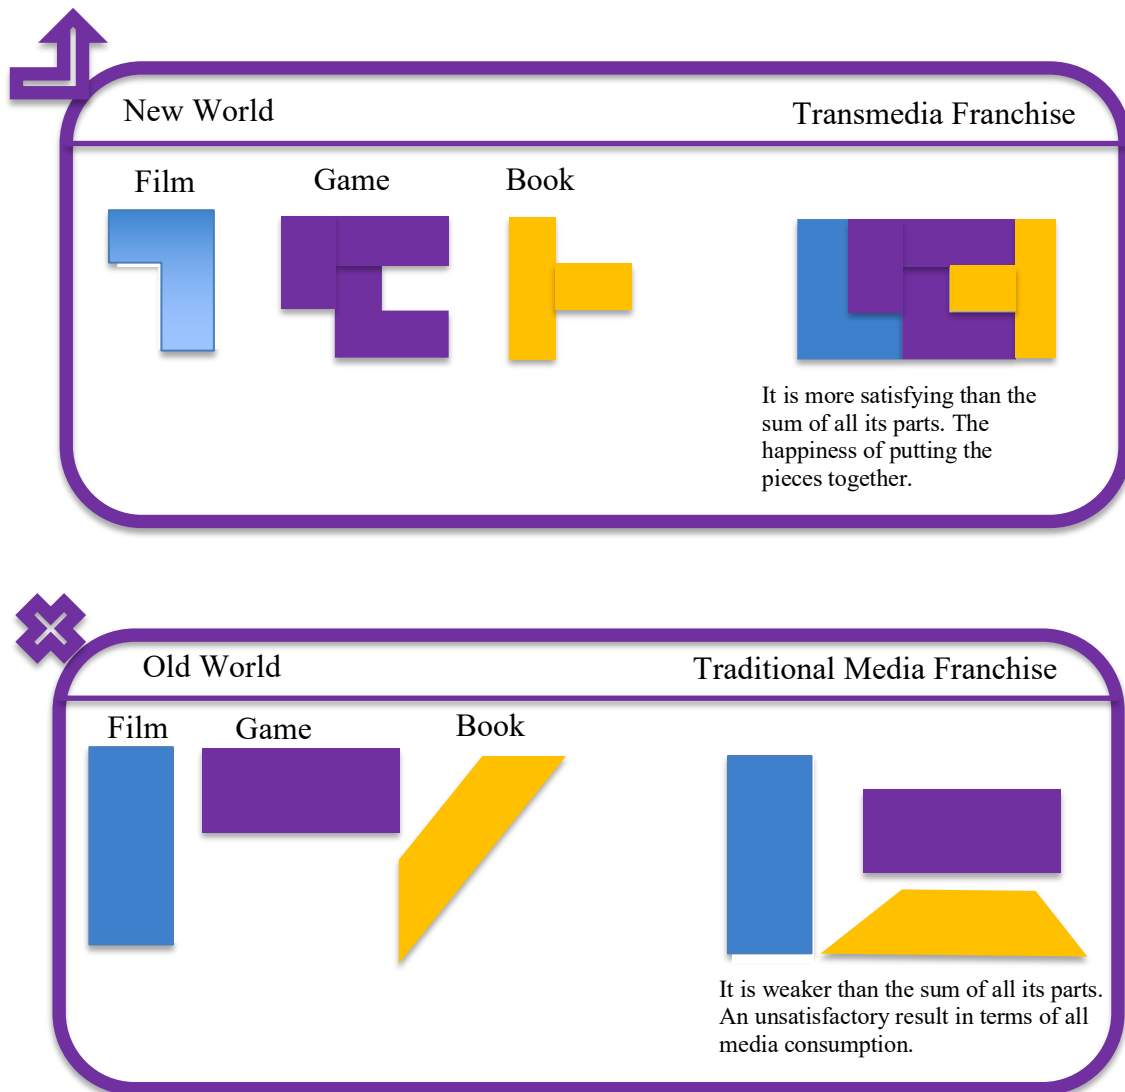 New World
Transmedia Franchise
Film
Game
Book
It is more satisfying than the
sum of all its parts. The
happiness of putting the
pieces together.
Old World
Traditional Media Franchise
Film
Game
Book
It is weaker than the sum of all its parts.
An unsatisfactory result in terms of all
media consumption.